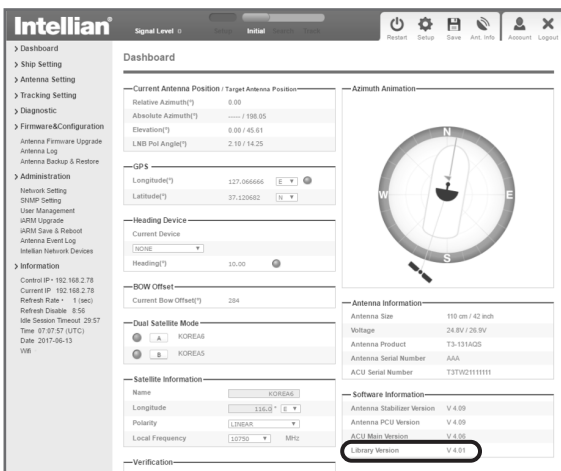 Intellian®
Signal Level 0
Setup Initial Search Track
Restart Setup Save Ant. Info Account Logout
> Dashboard
> Ship Setting
> Antenna Setting
> Tracking Setting
> Diagnostic
> Firmware&Configuration
Antenna Firmware Upgrade
Antenna Log
Antenna Backup & Restore
> Administration
Network Setting
SNMP Setting
User Management
iARM Upgrade
iARM Save & Reboot
Antenna Event Log
Intellian Network Devices
> Information
Control IP • 192.168.2.78
Current IP 192.168.2.78
Refresh Rate • 1 (sec)
Refresh Disable 8:56
Idle Session Timeout 29:57
Time 07:07:57 (UTC)
Date 2017-06-13
Wifi
Dashboard
Current Antenna Position / Target Antenna Position
Relative Azimuth(°) 0.00
Absolute Azimuth(°) ----- / 198.05
Elevation(°) 0.00 / 45.61
LNB Pol Angle(°) 2.10 / 14.25
GPS
Longitude(°) 127.066666 E
Latitude(°) 37.120682 N
Heading Device
Current Device
NONE
Heading(°) 10.00
BOW Offset
Current Bow Offset(°) 284
Dual Satellite Mode
A KOREA6
B KOREA5
Satellite Information
Name KOREA6
Longitude 116.0 ° E
Polarity LINEAR
Local Frequency 10750 MHz
Verification
Azimuth Animation
N
W
E
S
Antenna Information
Antenna Size 110 cm / 42 inch
Voltage 24.8V / 26.9V
Antenna Product T3-131AQS
Antenna Serial Number AAA
ACU Serial Number T3TW21111111
Software Information
Antenna Stabilizer Version V 4.09
Antenna PCU Version V 4.09
ACU Main Version V 4.06
Library Version V 4.01